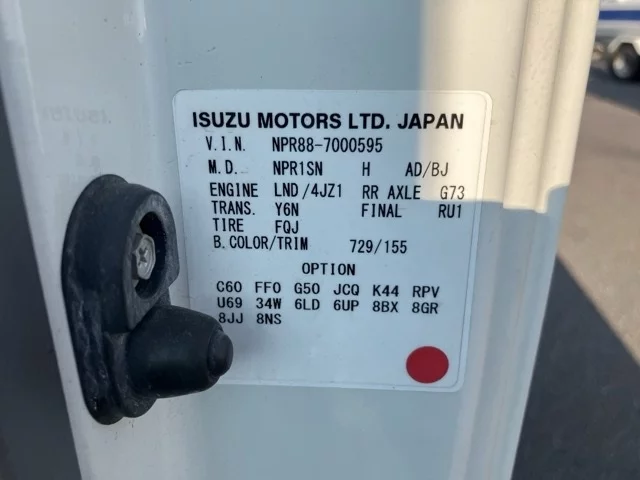 ISUZU MOTORS LTD. JAPAN
V.I.N. NPR88-7000595
M.D. NPR1SN H AD/BJ
ENGINE LND/4JZ1 RR AXLE G73
TRANS. Y6N FINAL RU1
TIRE FQJ
B.COLOR/TRIM 729/155
OPTION
C60 FF0 G50 JCQ K44 RPV
U69 34W 6LD 6UP 8BX 8GR
8JJ 8NS